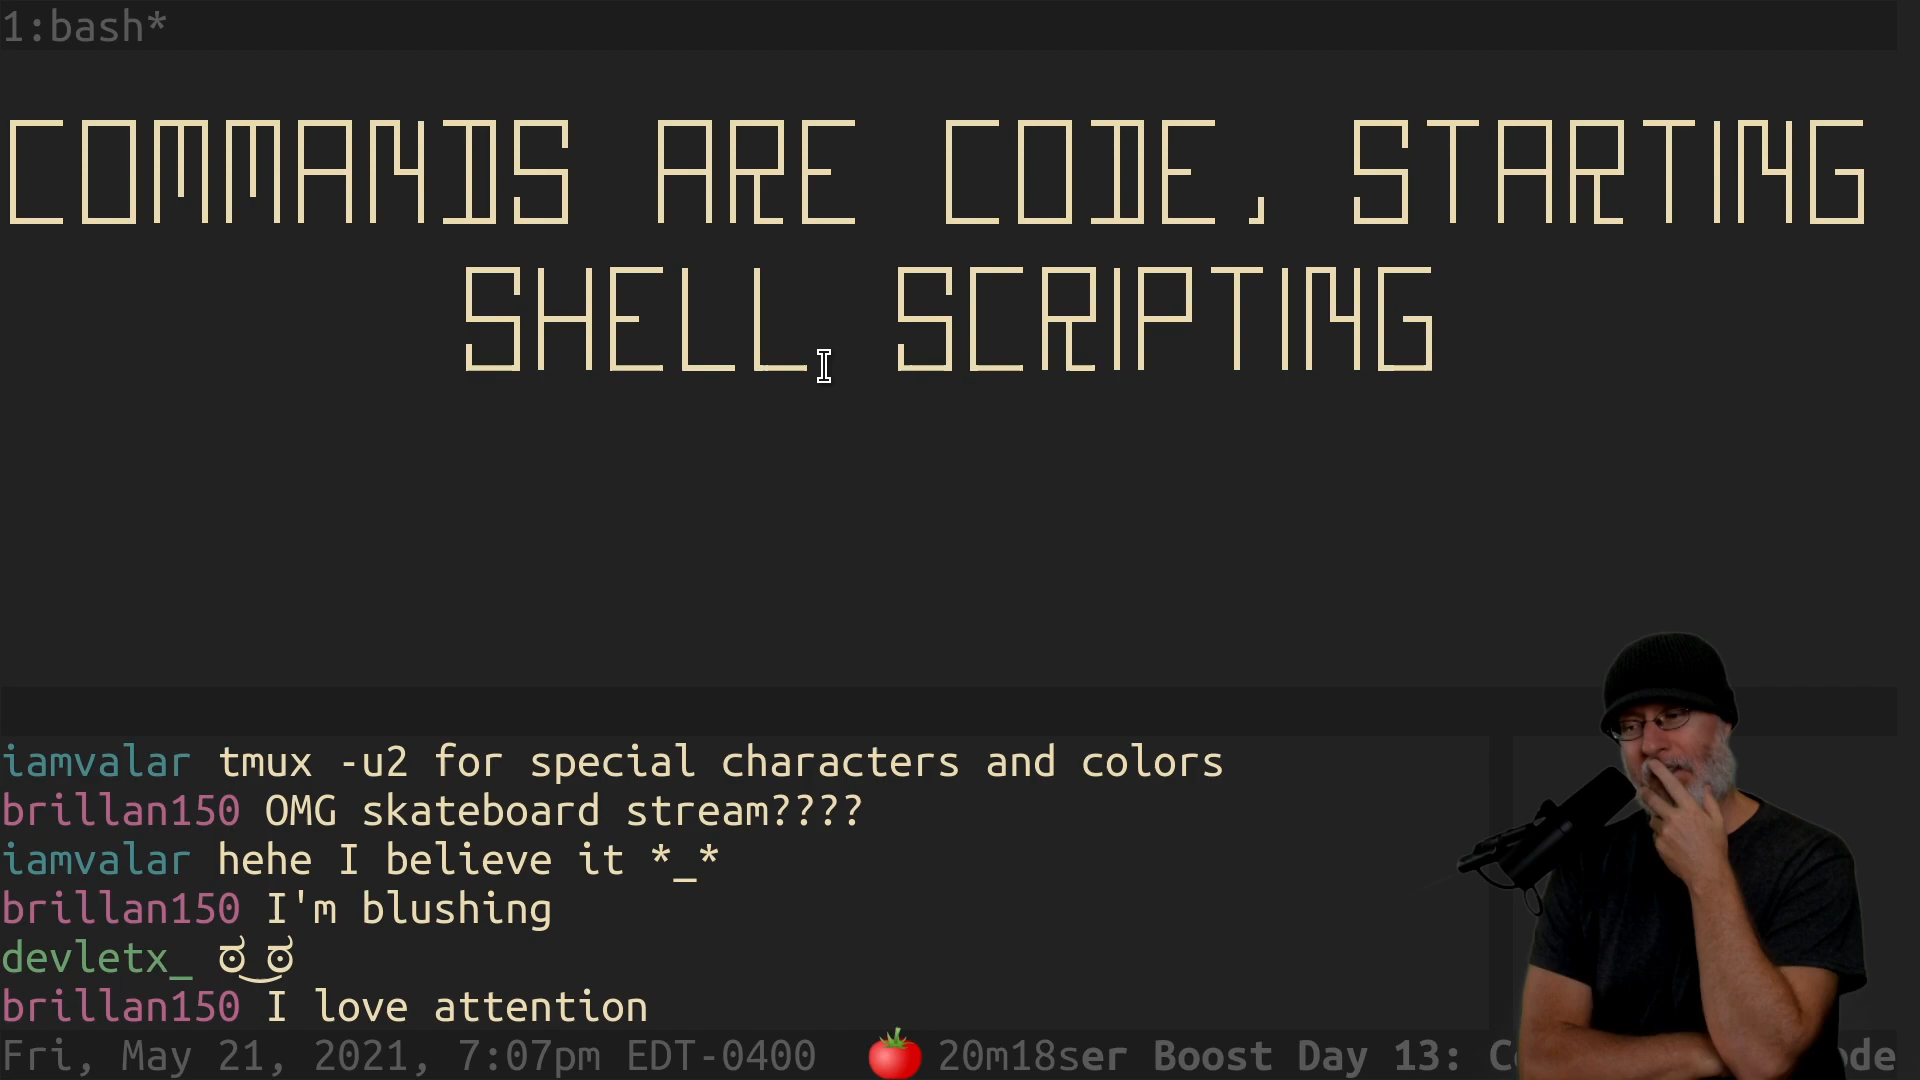 1:bash*
COMMANDS ARE CODE, STARTING
SHELL SCRIPTING
iamvalar tmux -u2 for special characters and colors
brillan150 OMG skateboard stream????
iamvalar hehe I believe it *_*
brillan150 I'm blushing
devletx_ ಠ‿ಠ
brillan150 I love attention
Fri, May 21, 2021, 7:07pm EDT-0400 🍅 20m18ser Boost Day 13: